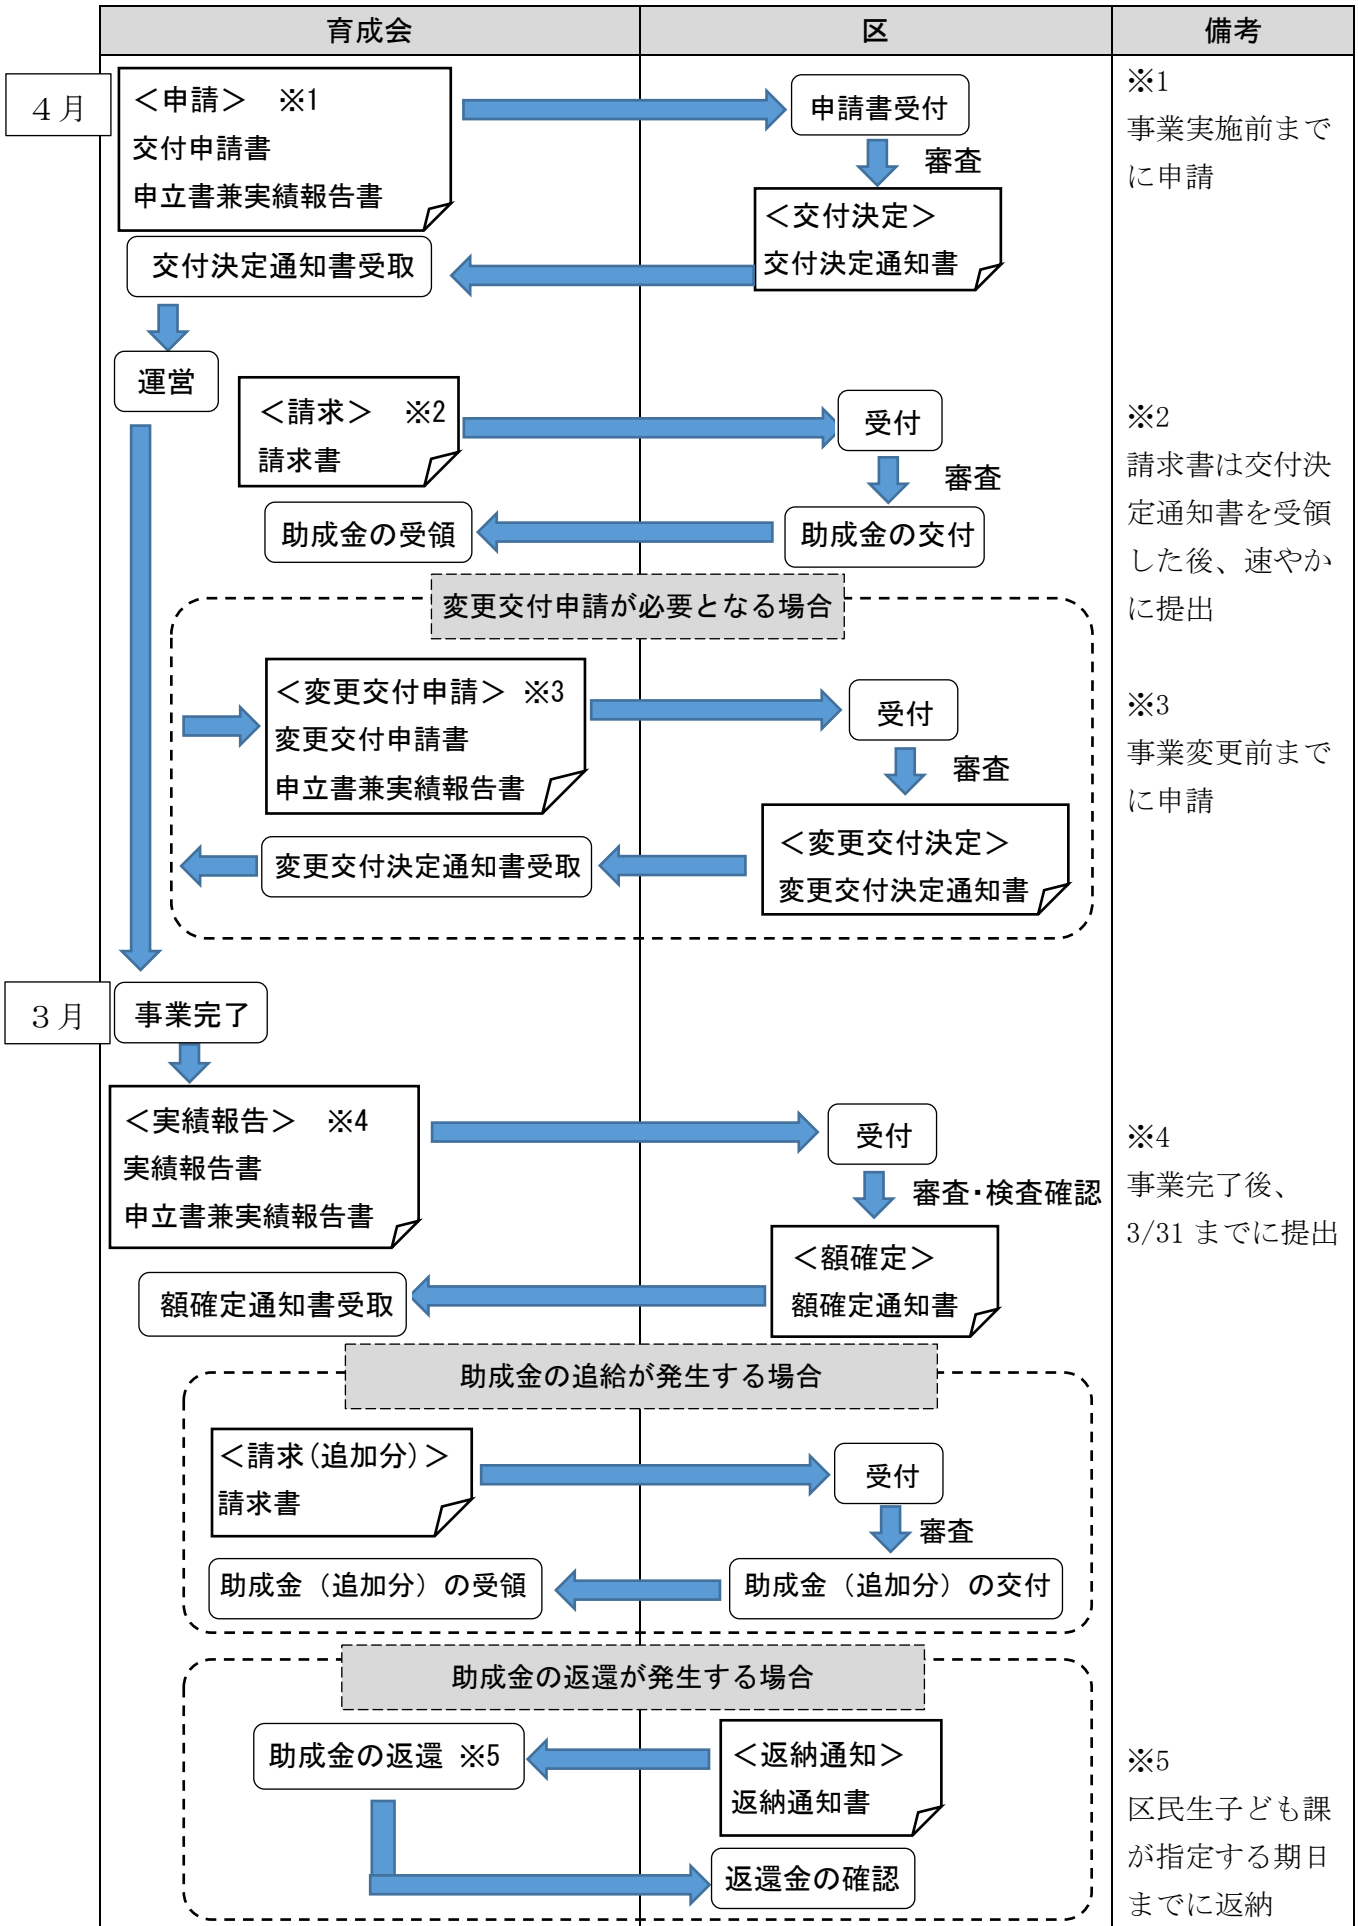 育成会
区
備考
４月
＜申請＞　※1
交付申請書
申立書兼実績報告書
申請書受付
審査
※1
事業実施前まで
に申請
＜交付決定＞
交付決定通知書
交付決定通知書受取
運営
＜請求＞　※2
請求書
受付
審査
※2
請求書は交付決
定通知書を受領
した後、速やか
に提出
助成金の受領
助成金の交付
変更交付申請が必要となる場合
＜変更交付申請＞ ※3
変更交付申請書
申立書兼実績報告書
受付
審査
※3
事業変更前まで
に申請
＜変更交付決定＞
変更交付決定通知書
変更交付決定通知書受取
３月
事業完了
＜実績報告＞　※4
実績報告書
申立書兼実績報告書
受付
審査・検査確認
※4
事業完了後、
3/31 までに提出
＜額確定＞
額確定通知書
額確定通知書受取
助成金の追給が発生する場合
＜請求(追加分)＞
請求書
受付
審査
助成金（追加分）の受領
助成金（追加分）の交付
助成金の返還が発生する場合
助成金の返還 ※5
＜返納通知＞
返納通知書
返還金の確認
※5
区民生子ども課
が指定する期日
までに返納